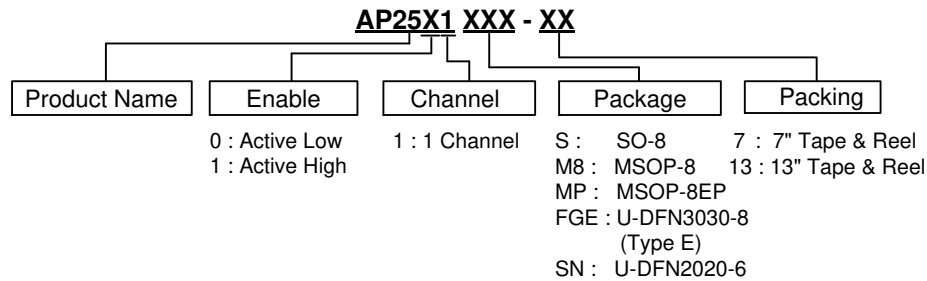 AP25X1 XXX - XX
Product Name Enable Channel Package Packing
0 : Active Low
1 : Active High
1 : 1 Channel
S : SO-8
M8 : MSOP-8
MP : MSOP-8EP
FGE : U-DFN3030-8
(Type E)
SN : U-DFN2020-6
7 : 7" Tape & Reel
13 : 13" Tape & Reel